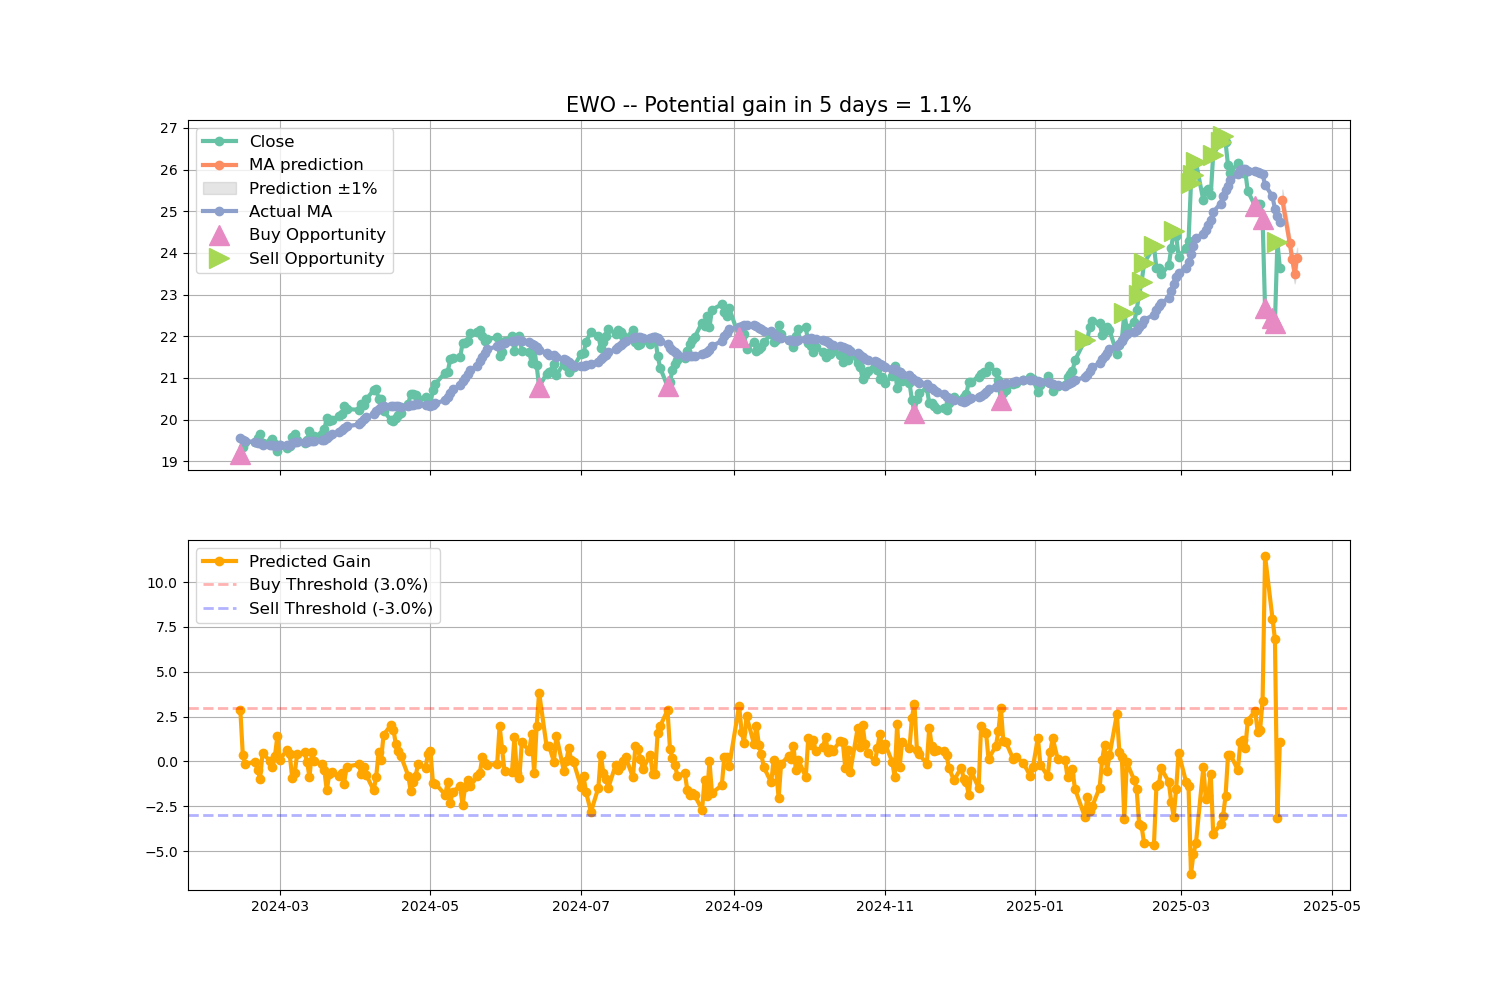 EWO -- Potential gain in 5 days = 1.1%
27
26
25
24
23
22
21
20
19
Close
MA prediction
Prediction ±1%
Actual MA
Buy Opportunity
Sell Opportunity
10.0
7.5
5.0
2.5
0.0
−2.5
−5.0
Predicted Gain
Buy Threshold (3.0%)
Sell Threshold (-3.0%)
2024-03
2024-05
2024-07
2024-09
2024-11
2025-01
2025-03
2025-05